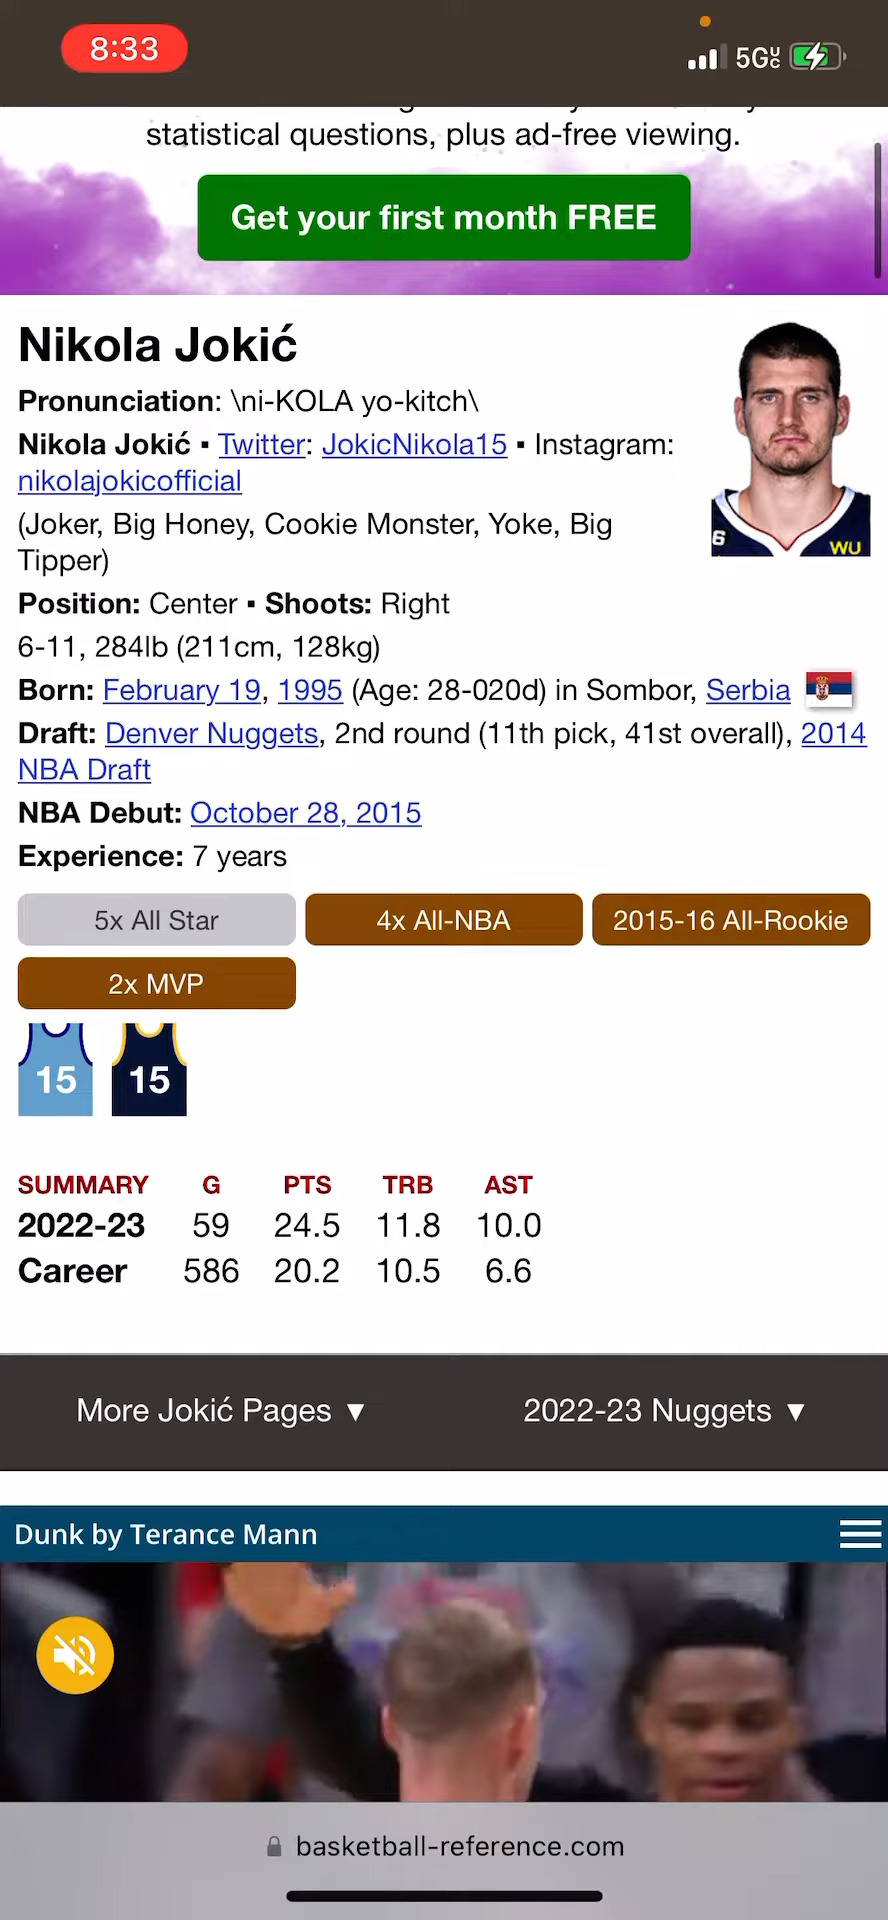 8:33
5G UC
statistical questions, plus ad-free viewing.
Get your first month FREE
Nikola Jokić
Pronunciation: \ni-KOLA yo-kitch\
Nikola Jokić ▪ Twitter: JokicNikola15 ▪ Instagram:
nikolajokicofficial
(Joker, Big Honey, Cookie Monster, Yoke, Big
Tipper)
6
WU
Position: Center ▪ Shoots: Right
6-11, 284lb (211cm, 128kg)
Born: February 19, 1995 (Age: 28-020d) in Sombor, Serbia
Draft: Denver Nuggets, 2nd round (11th pick, 41st overall), 2014
NBA Draft
NBA Debut: October 28, 2015
Experience: 7 years
5x All Star 4x All-NBA 2015-16 All-Rookie
2x MVP
15 15
SUMMARY G PTS TRB AST
2022-23 59 24.5 11.8 10.0
Career 586 20.2 10.5 6.6
More Jokić Pages ▼ 2022-23 Nuggets ▼
Dunk by Terance Mann
basketball-reference.com